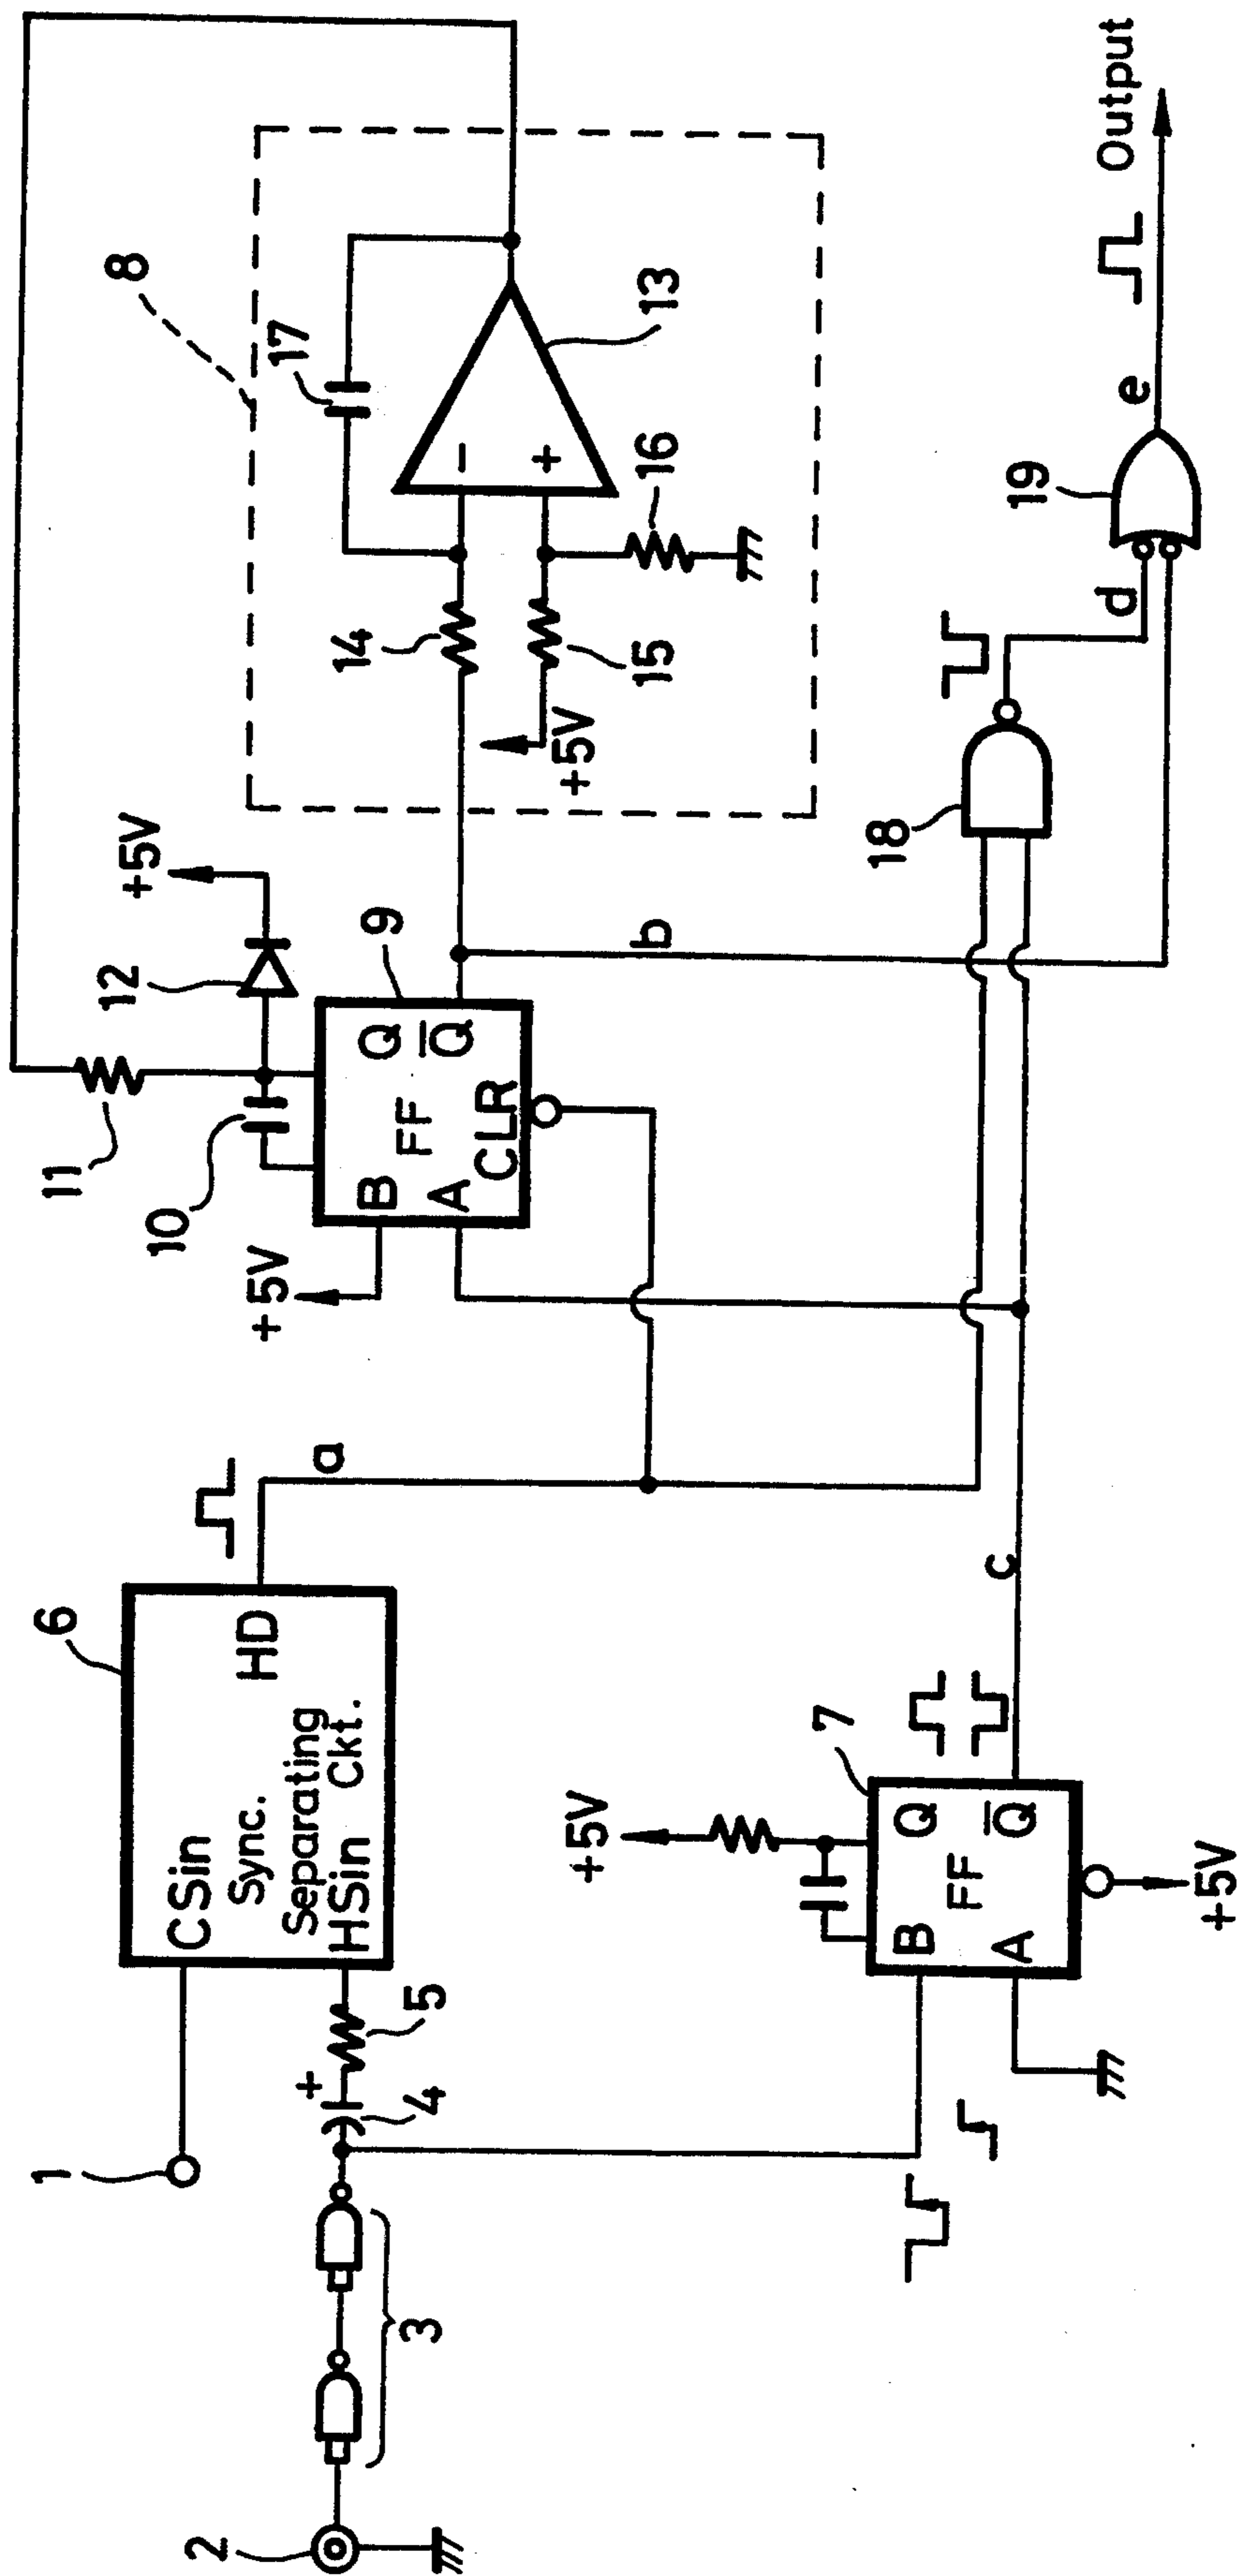 1
2
3
4
+
5
6
CSin
Sync.
Separating
HSin Ckt.
HD
a
7
+5V
B
Q
FF
A
Q̅
+5V
c
+5V
10
11
12
+5V
9
B
Q
FF
A
Q̅
CLR
b
8
14
15
+5V
17
−
+
13
16
18
d
19
e
Output